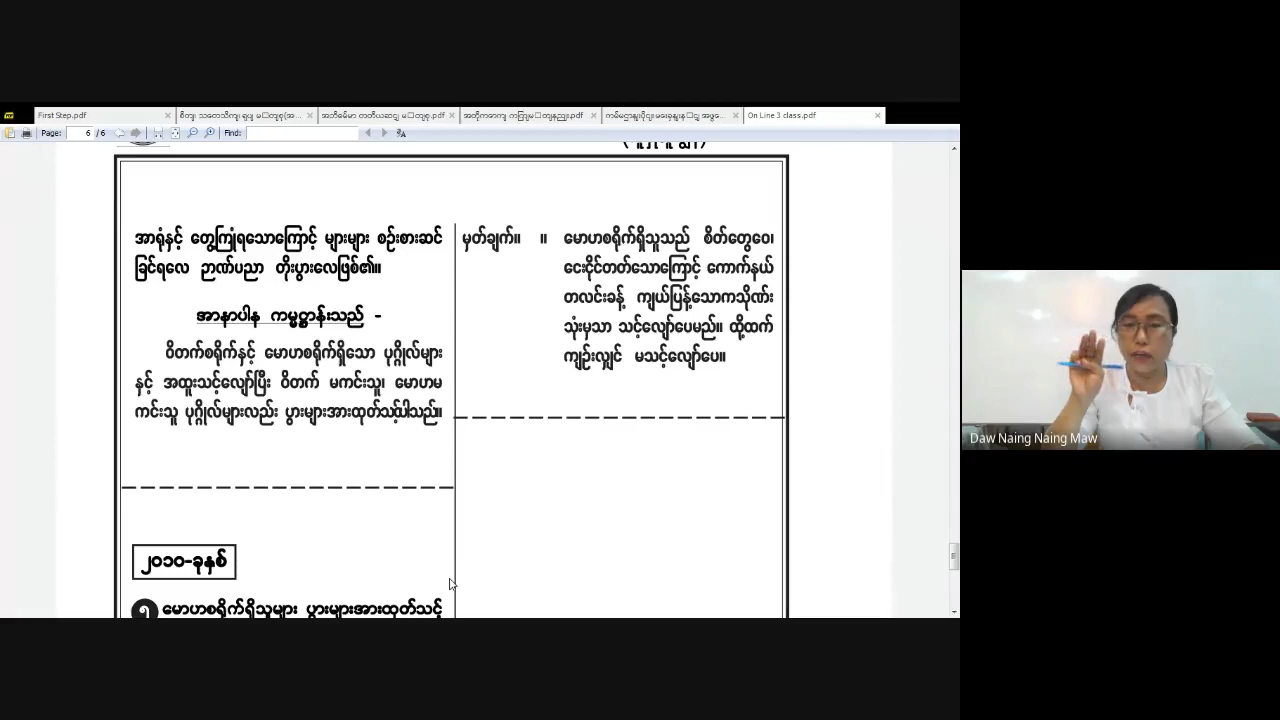 First Step.pdf
On Line 3 class.pdf
Page: 6 / 6 Find:
အာရုံနှင့် တွေ့ကြုံရသောကြောင့် များများ စဉ်းစားဆင်
ခြင်ရလေ ဉာဏ်ပညာ တိုးပွားလေဖြစ်၏။
အာနာပါန ကမ္မဋ္ဌာန်းသည် -
ဝိတက်စရိုက်နှင့် မောဟစရိုက်ရှိသော ပုဂ္ဂိုလ်များ
နှင့် အထူးသင့်လျော်ပြီး ဝိတက် မကင်းသူ၊ မောဟမ
ကင်းသူ ပုဂ္ဂိုလ်များလည်း ပွားများအားထုတ်သင့်ပါသည်။
၂၀၁၀-ခုနှစ်
၅ မောဟစရိုက်ရှိသူများ ပွားများအားထုတ်သင့်
မှတ်ချက်။ ။ မောဟစရိုက်ရှိသူသည် စိတ်တွေဝေ၊
ငေးငိုင်တတ်သောကြောင့် ကောက်နယ်
တလင်းခန့် ကျယ်ပြန့်သောကသိုဏ်း
သုံးမှသာ သင့်လျော်ပေမည်။ ထို့ထက်
ကျဉ်းလျှင် မသင့်လျော်ပေ။
Daw Naing Naing Maw